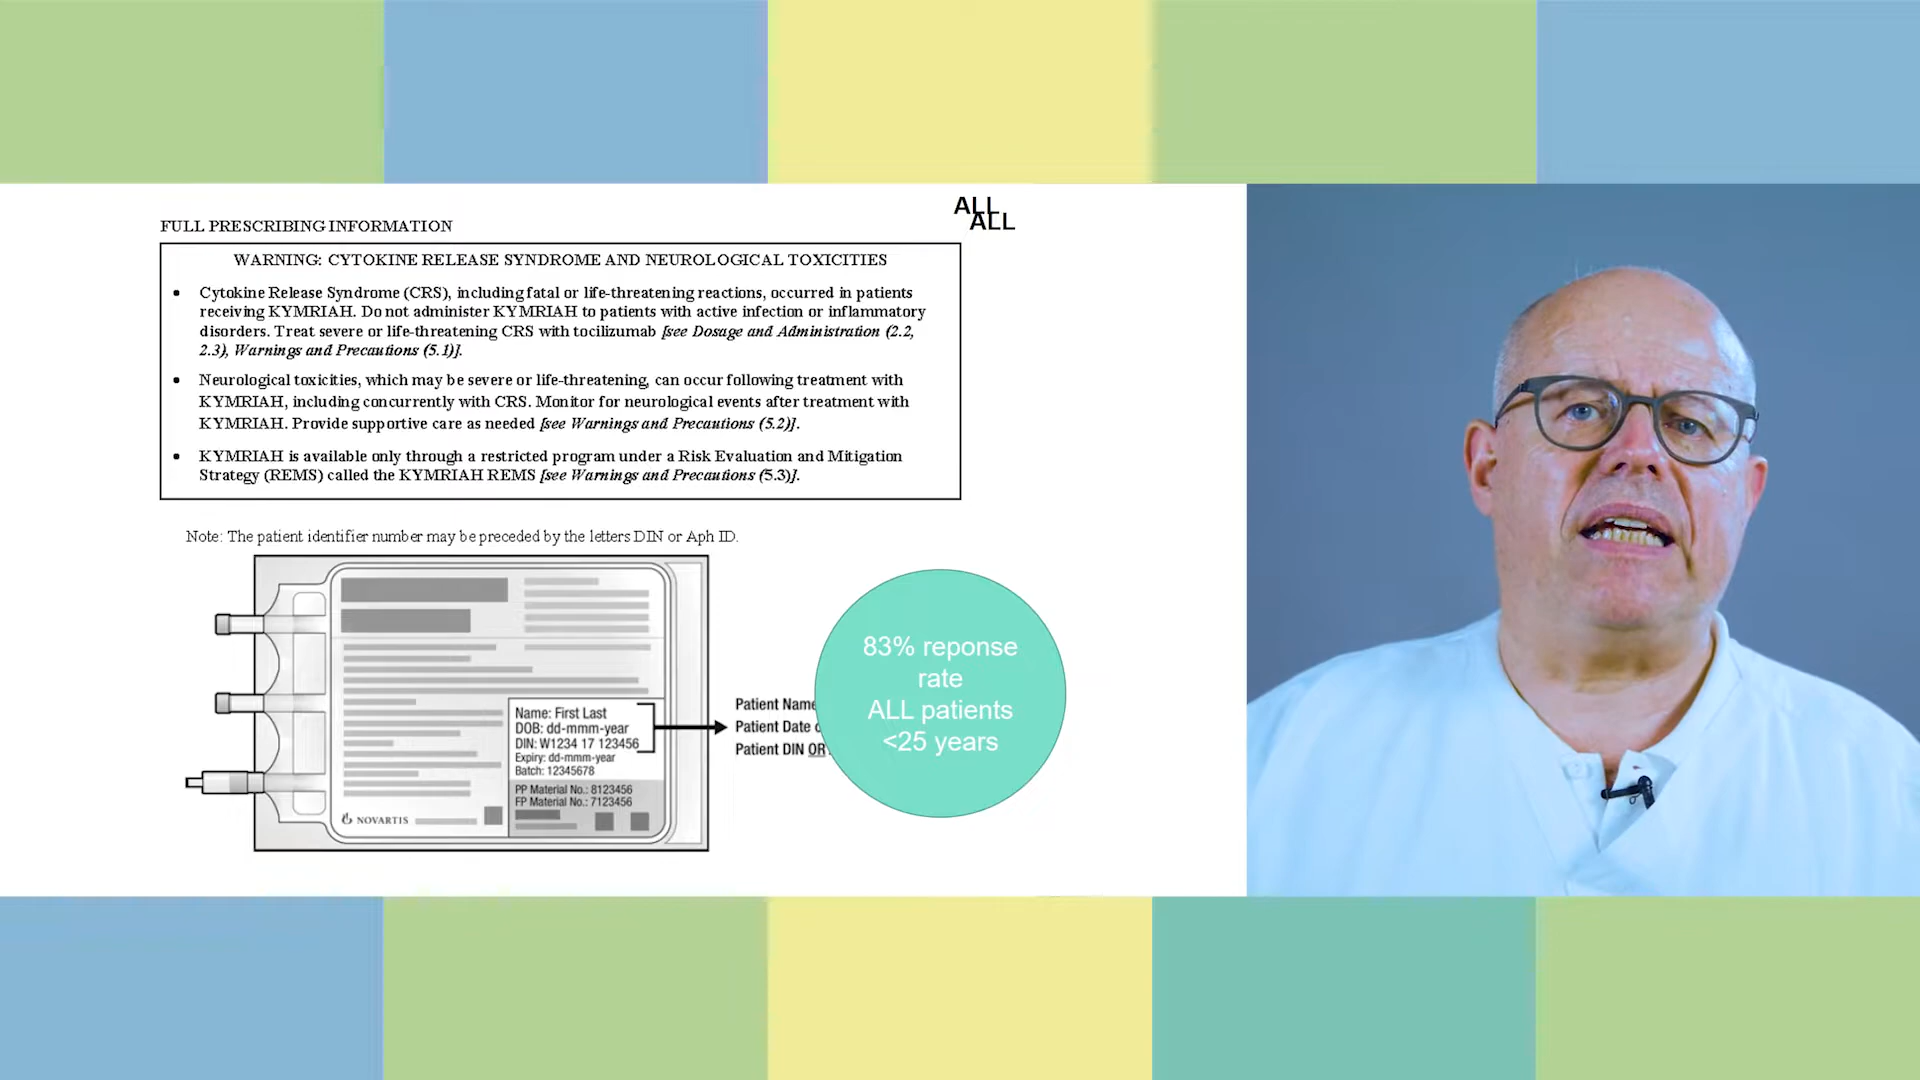 ALL
ALL
FULL PRESCRIBING INFORMATION
WARNING: CYTOKINE RELEASE SYNDROME AND NEUROLOGICAL TOXICITIES
• Cytokine Release Syndrome (CRS), including fatal or life-threatening reactions, occurred in patients
receiving KYMRIAH. Do not administer KYMRIAH to patients with active infection or inflammatory
disorders. Treat severe or life-threatening CRS with tocilizumab [see Dosage and Administration (2.2,
2.3), Warnings and Precautions (5.1)].
• Neurological toxicities, which may be severe or life-threatening, can occur following treatment with
KYMRIAH, including concurrently with CRS. Monitor for neurological events after treatment with
KYMRIAH. Provide supportive care as needed [see Warnings and Precautions (5.2)].
• KYMRIAH is available only through a restricted program under a Risk Evaluation and Mitigation
Strategy (REMS) called the KYMRIAH REMS [see Warnings and Precautions (5.3)].
Note: The patient identifier number may be preceded by the letters DIN or Aph ID.
Name: First Last
DOB: dd-mmm-year
DIN: W1234 17 123456
Expiry: dd-mmm-year
Batch: 12345678
PP Material No.: 8123456
FP Material No.: 7123456
NOVARTIS
Patient Name
Patient Date
Patient DIN OR
83% reponse
rate
ALL patients
<25 years